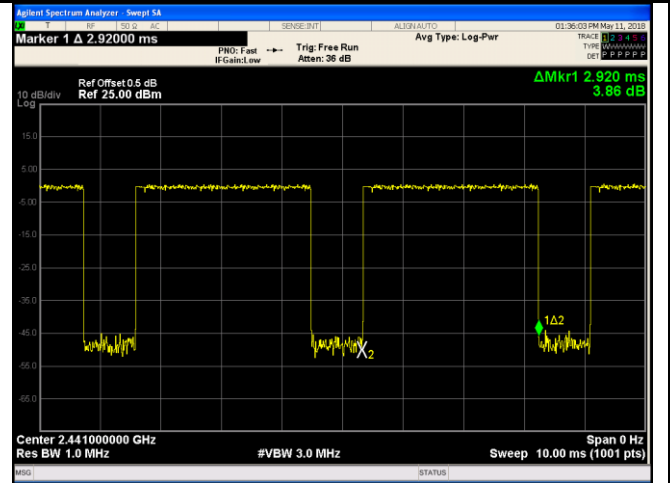 Agilent Spectrum Analyzer - Swept SA
T RF 50 Ω AC SENSE:INT ALIGN AUTO 01:36:03 PM May 11, 2018
Marker 1 Δ 2.92000 ms
PNO: Fast
IFGain:Low
Trig: Free Run
Atten: 36 dB
Avg Type: Log-Pwr
TRACE 1 2 3 4 5 6
TYPE W
DET P P P P P P
ΔMkr1 2.920 ms
3.86 dB
10 dB/div
Log
Ref Offset 0.5 dB
Ref 25.00 dBm
15.0
5.00
-5.00
-15.0
-25.0
-35.0
-45.0
-55.0
-65.0
1Δ2
X2
Center 2.441000000 GHz
Res BW 1.0 MHz
#VBW 3.0 MHz
Span 0 Hz
Sweep 10.00 ms (1001 pts)
MSG STATUS